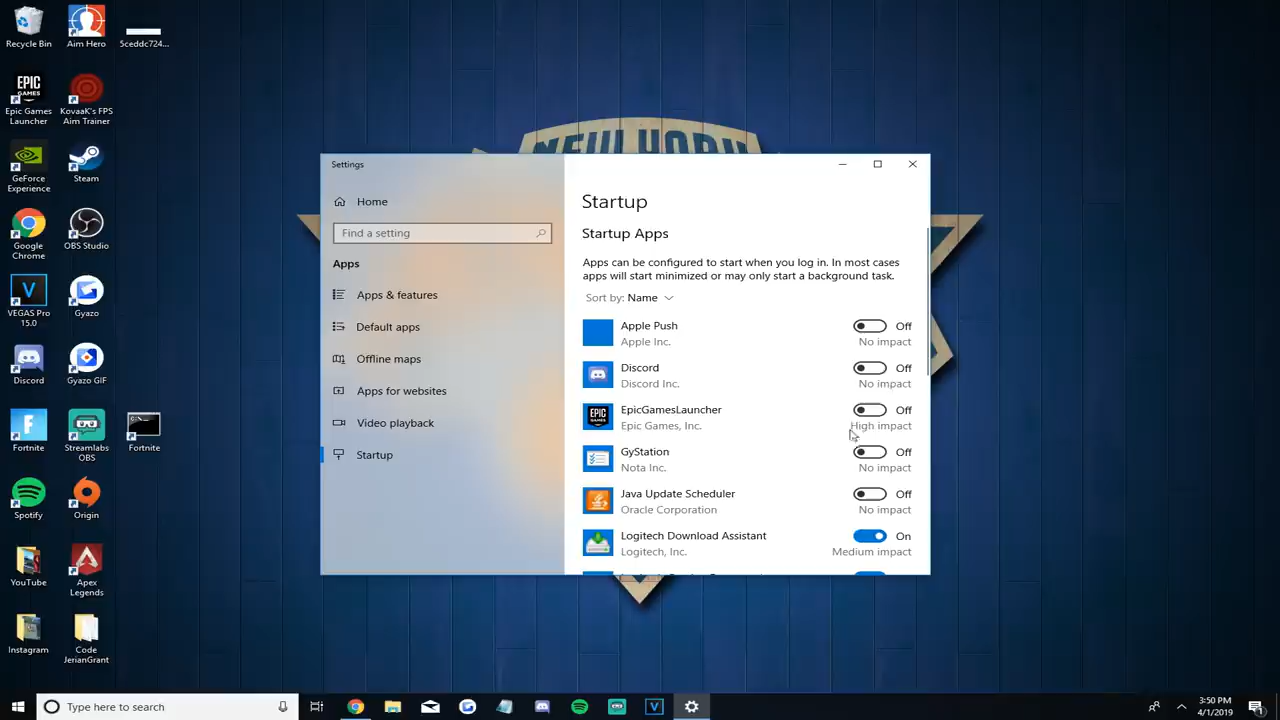 Recycle Bin
Aim Hero
5ceddc724...
EPIC
GAMES
Epic Games
Launcher
KovaaK's FPS
Aim Trainer
GeForce
Experience
Steam
Google
Chrome
OBS Studio
V
VEGAS Pro
15.0
Gyazo
Discord
Gyazo GIF
F
Fortnite
Streamlabs
OBS
C:\
Fortnite
Spotify
Origin
YouTube
Apex
Legends
Instagram
Code
JerianGrant
Settings
Home
Find a setting
Apps
Apps & features
Default apps
Offline maps
Apps for websites
Video playback
Startup
Startup
Startup Apps
Apps can be configured to start when you log in. In most cases
apps will start minimized or may only start a background task.
Sort by: Name
Apple Push
Apple Inc.
Off
No impact
Discord
Discord Inc.
Off
No impact
EPIC
GAMES
EpicGamesLauncher
Epic Games, Inc.
Off
High impact
GyStation
Nota Inc.
Off
No impact
Java Update Scheduler
Oracle Corporation
Off
No impact
Logitech Download Assistant
Logitech, Inc.
On
Medium impact
Type here to search
V
3:50 PM
4/1/2019